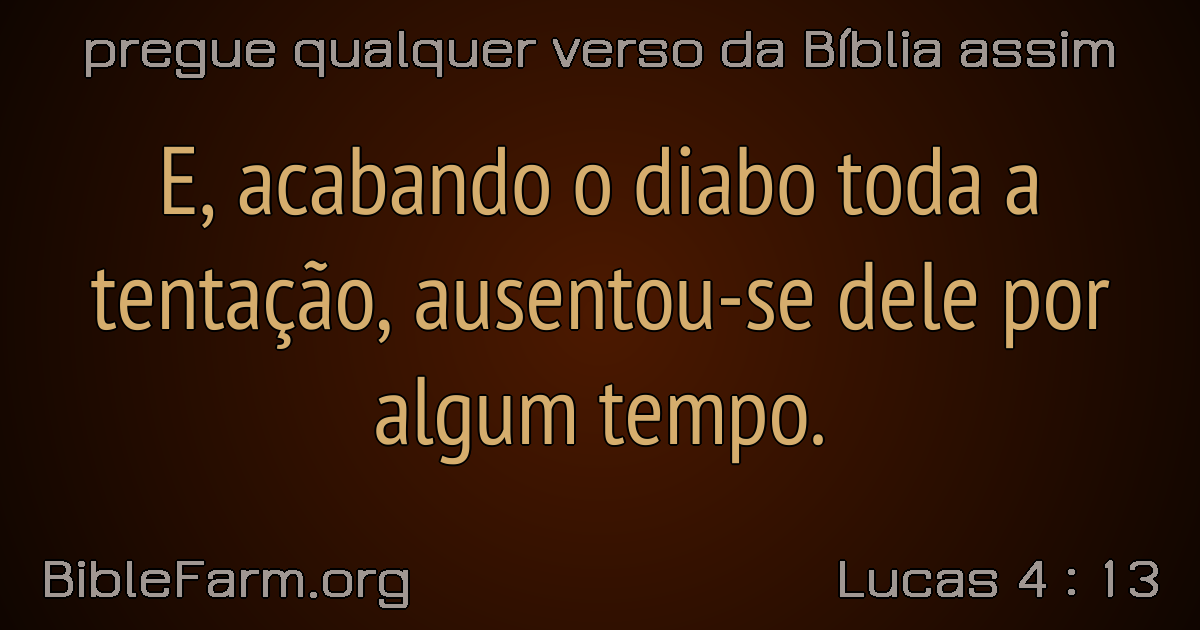 pregue qualquer verso da Bíblia assim
E, acabando o diabo toda a
tentação, ausentou-se dele por
algum tempo.
BibleFarm.org
Lucas 4 : 13